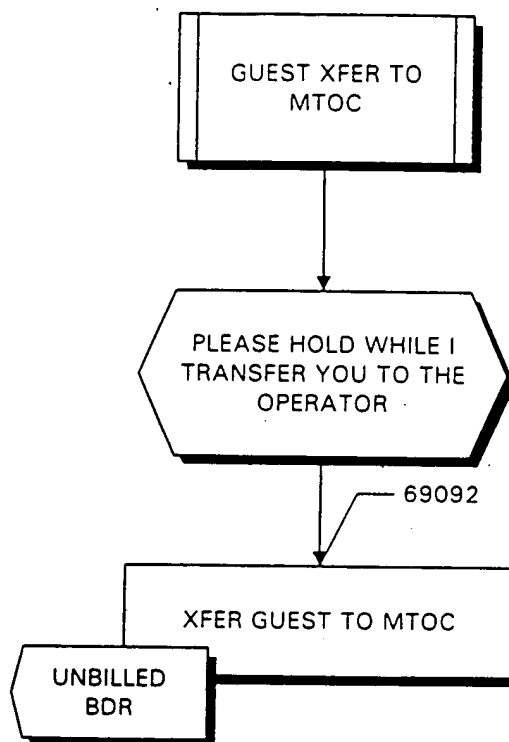 GUEST XFER TO
MTOC
PLEASE HOLD WHILE I
TRANSFER YOU TO THE
OPERATOR
69092
XFER GUEST TO MTOC
UNBILLED
BDR